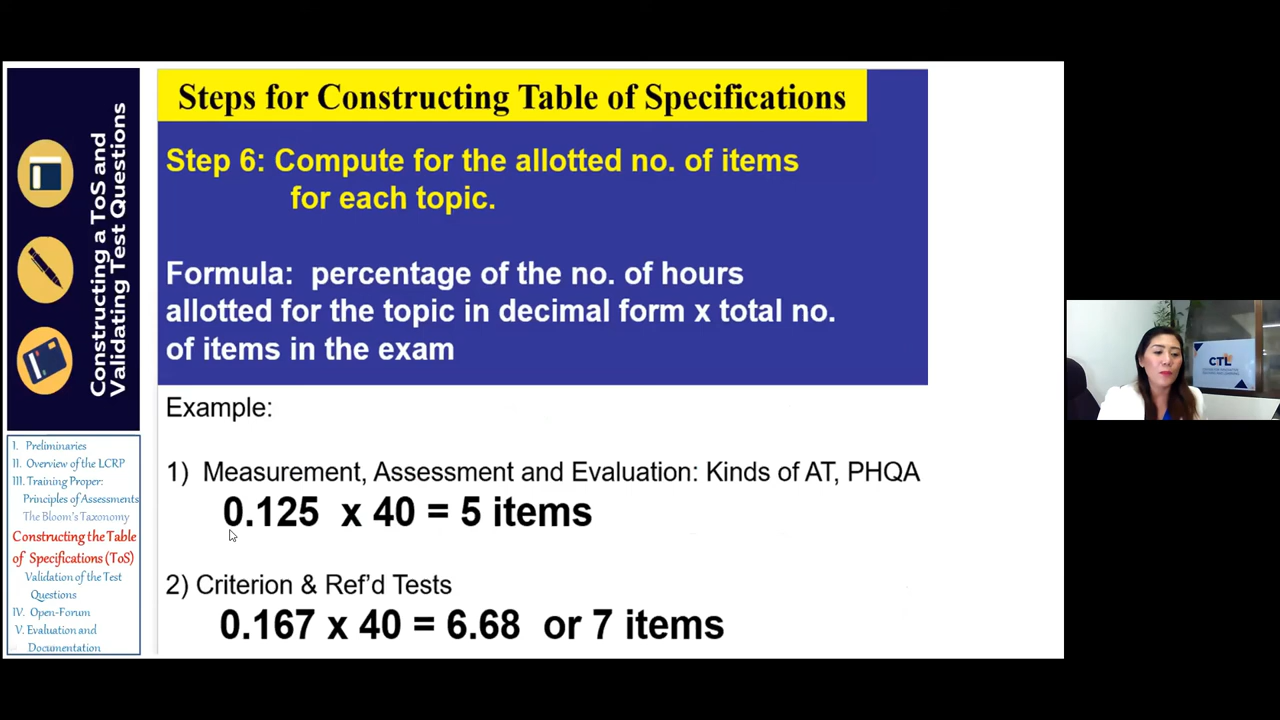 Constructing a ToS and
Validating Test Questions
I. Preliminaries
II. Overview of the LCRP
III. Training Proper:
Principles of Assessments
The Bloom's Taxonomy
Constructing the Table
of Specifications (ToS)
Validation of the Test
Questions
IV. Open-Forum
V. Evaluation and
Documentation
Steps for Constructing Table of Specifications
Step 6: Compute for the allotted no. of items
for each topic.
Formula: percentage of the no. of hours
allotted for the topic in decimal form x total no.
of items in the exam
Example:
1) Measurement, Assessment and Evaluation: Kinds of AT, PHQA
0.125 x 40 = 5 items
2) Criterion & Ref'd Tests
0.167 x 40 = 6.68 or 7 items
CTL